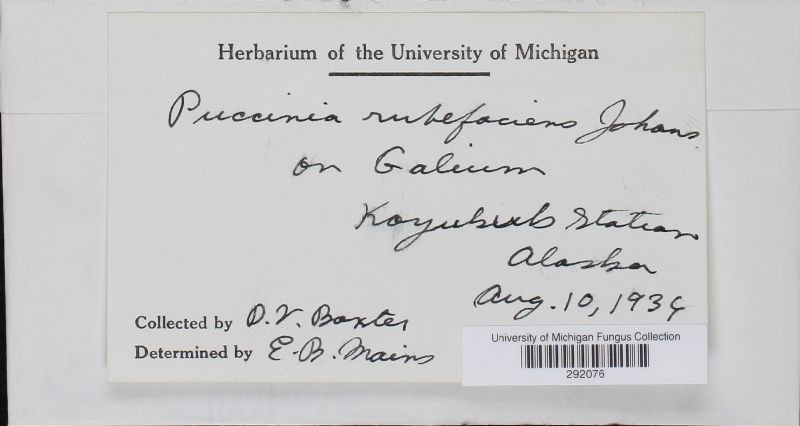 Herbarium of the University of Michigan
Puccinia rubefaciens Johans.
on Galium
Koyukuk Station
Alaska
Aug. 10, 1934
Collected by D. V. Baxter
Determined by E. B. Mains
University of Michigan Fungus Collection
292076